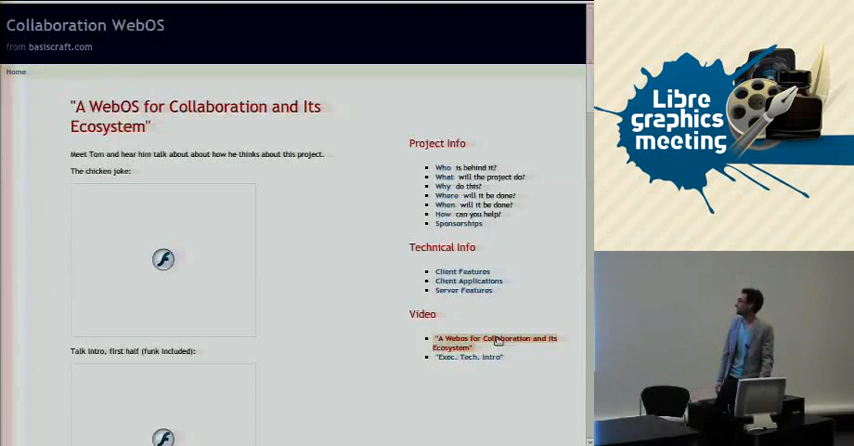 Collaboration WebOS
from basiscraft.com
Home
"A WebOS for Collaboration and Its
Ecosystem"
Meet Tom and hear him talk about about how he thinks about this project.
The chicken joke:
Talk intro, first half (funk included):
Project Info
Who is behind it?
What will the project do?
Why do this?
Where will it be done?
When will it be done?
How can you help?
Sponsorships
Technical Info
Client Features
Client Applications
Server Features
Video
"A Webos for Collaboration and Its
Ecosystem"
"Exec. Tech. Intro"
Libre
graphics
meeting